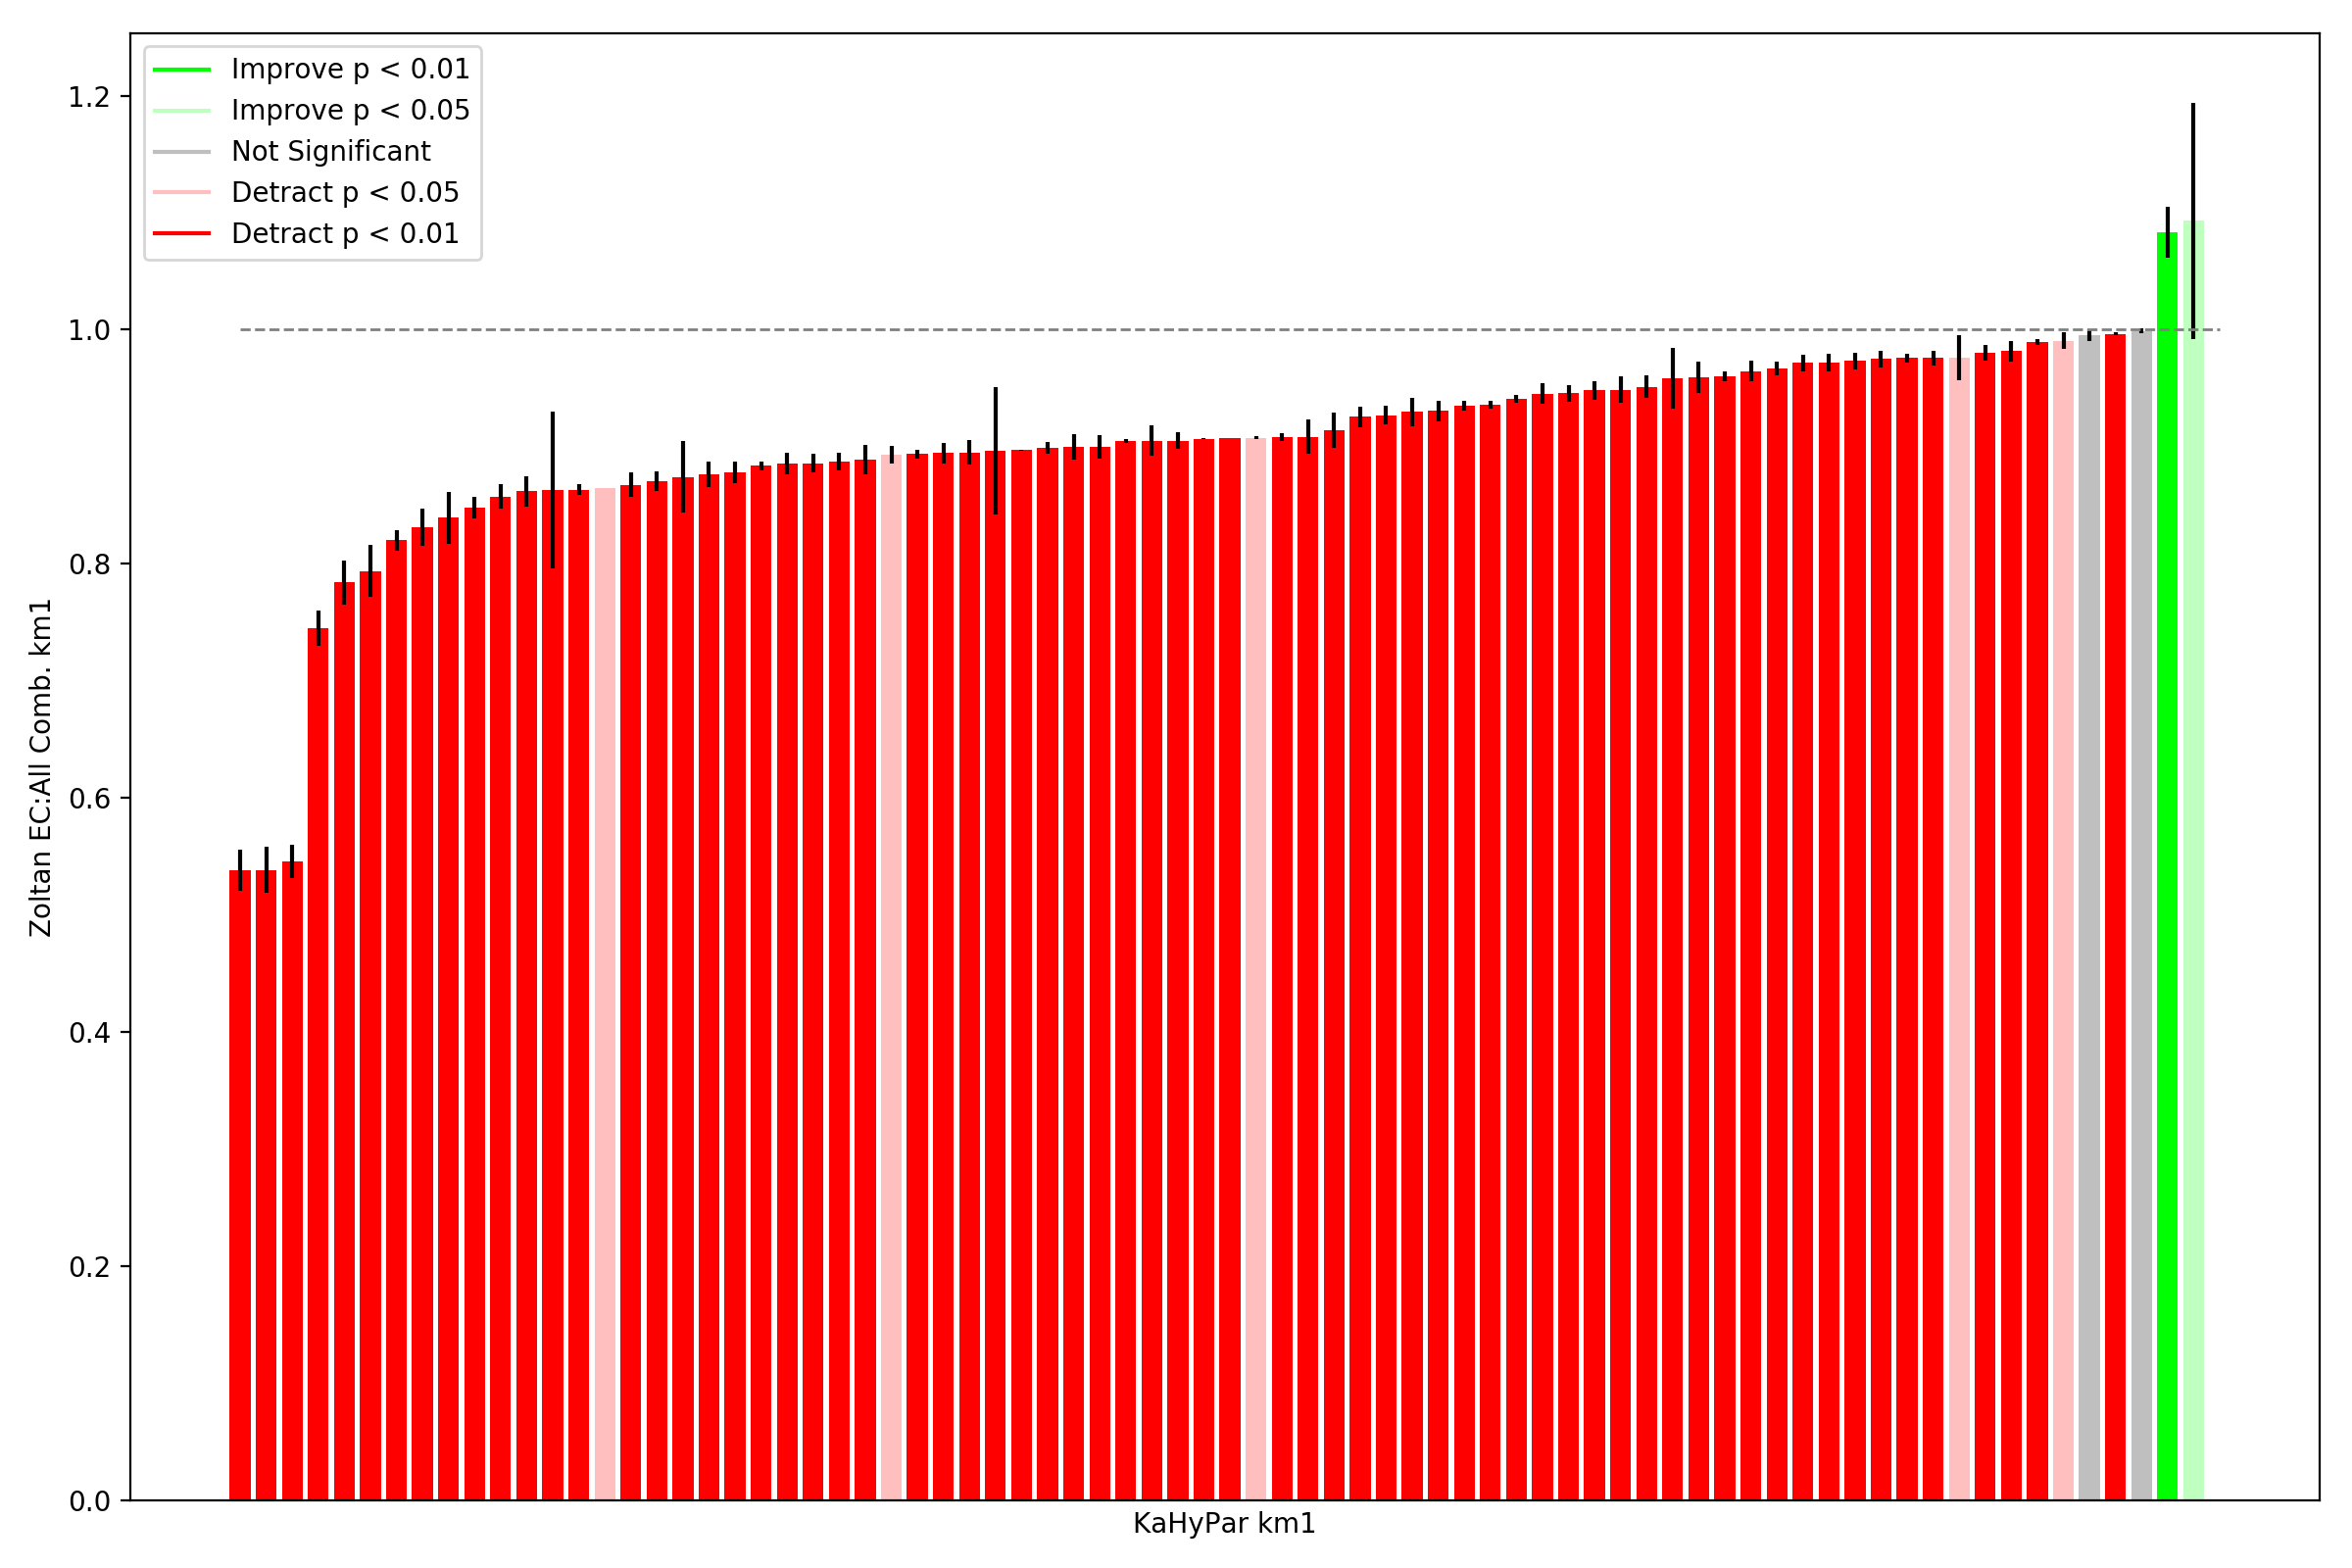 Improve p < 0.01
Improve p < 0.05
Not Significant
Detract p < 0.05
Detract p < 0.01
1.2
1.0
0.8
0.6
0.4
0.2
0.0
Zoltan EC:All Comb. km1
KaHyPar km1